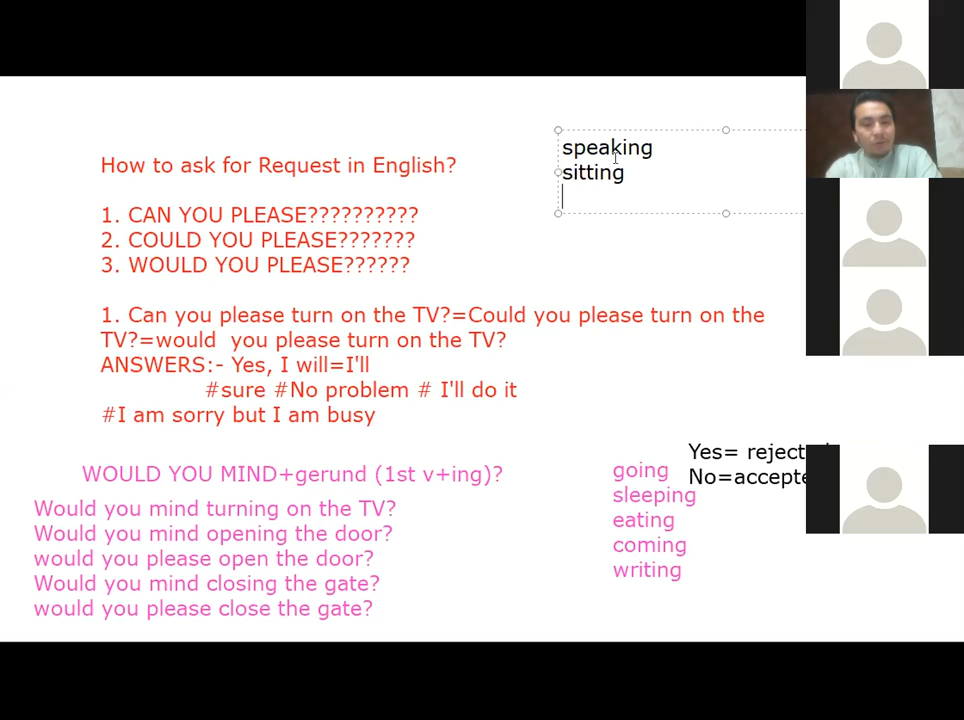 speaking
sitting
How to ask for Request in English?
1. CAN YOU PLEASE??????????
2. COULD YOU PLEASE???????
3. WOULD YOU PLEASE??????
1. Can you please turn on the TV?=Could you please turn on the
TV?=would you please turn on the TV?
ANSWERS:- Yes, I will=I'll
#sure #No problem # I'll do it
#I am sorry but I am busy
Yes= reject
No=accepte
WOULD YOU MIND+gerund (1st v+ing)?
Would you mind turning on the TV?
Would you mind opening the door?
would you please open the door?
Would you mind closing the gate?
would you please close the gate?
going
sleeping
eating
coming
writing